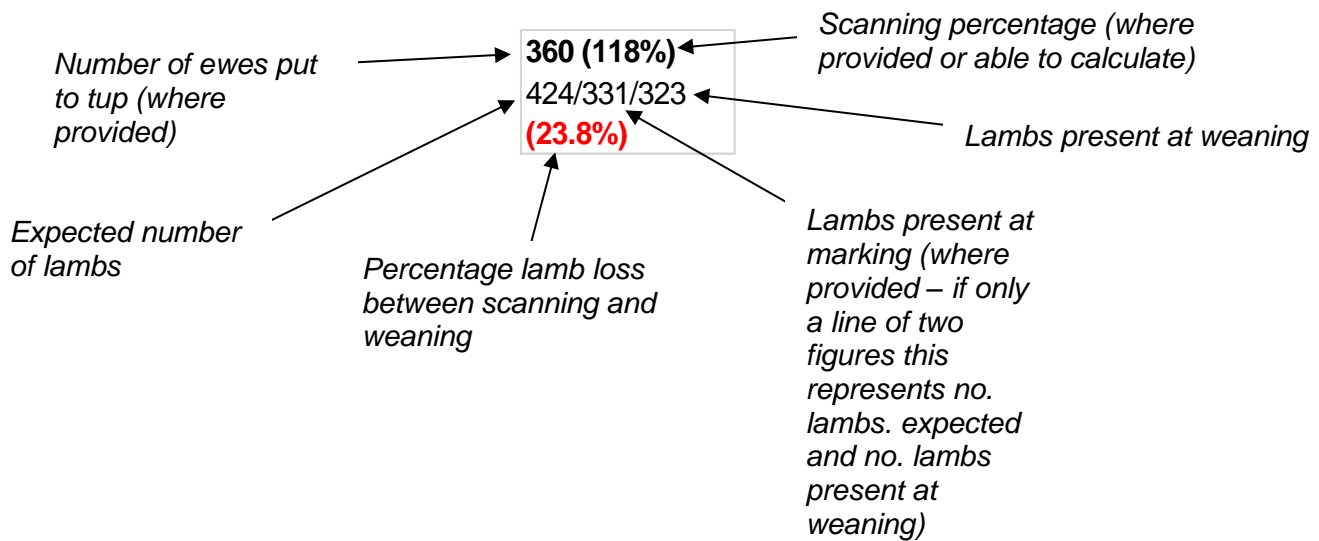 Number of ewes put
to tup (where
provided)
360 (118%)
424/331/323
(23.8%)
Scanning percentage (where
provided or able to calculate)
Lambs present at weaning
Expected number
of lambs
Percentage lamb loss
between scanning and
weaning
Lambs present at
marking (where
provided – if only
a line of two
figures this
represents no.
lambs. expected
and no. lambs
present at
weaning)